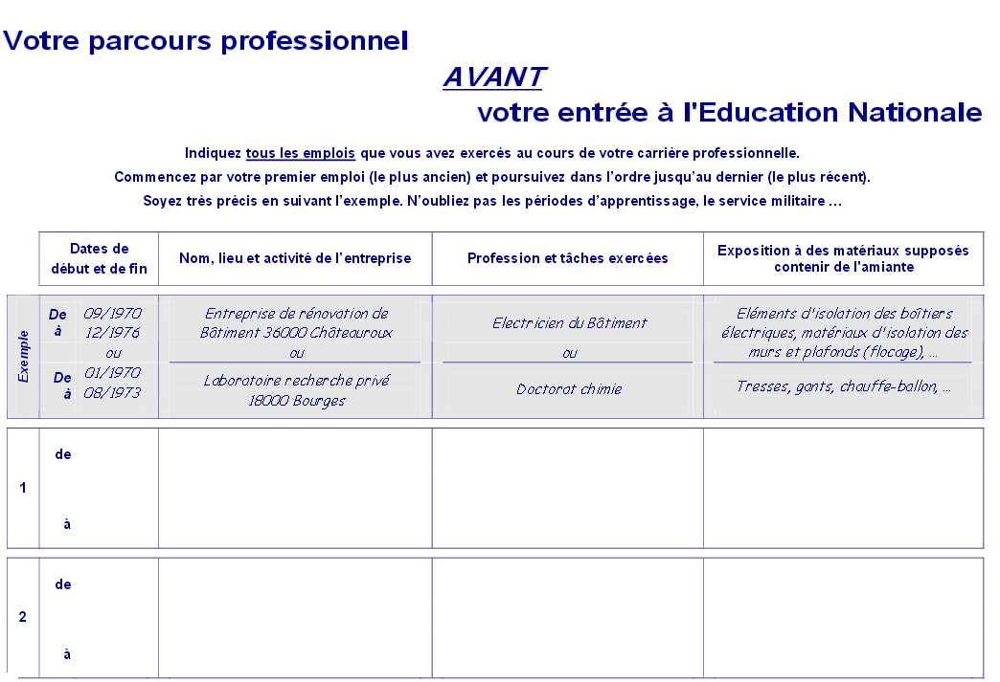 Votre parcours professionnel
AVANT
votre entrée à l'Education Nationale
Indiquez tous les emplois que vous avez exercés au cours de votre carrière professionnelle.
Commencez par votre premier emploi (le plus ancien) et poursuivez dans l'ordre jusqu'au dernier (le plus récent).
Soyez très précis en suivant l'exemple. N'oubliez pas les périodes d'apprentissage, le service militaire …
Dates de
début et de fin
Nom, lieu et activité de l'entreprise
Profession et tâches exercées
Exposition à des matériaux supposés
contenir de l'amiante
Exemple
De 09/1970
à 12/1976
ou
De 01/1970
à 08/1973
Entreprise de rénovation de
Bâtiment 36000 Châteauroux
ou
Laboratoire recherche privé
18000 Bourges
Electricien du Bâtiment
ou
Doctorat chimie
Eléments d'isolation des boîtiers
électriques, matériaux d'isolation des
murs et plafonds (flocage), …
Tresses, gants, chauffe-ballon, …
1
de
à
2
de
à